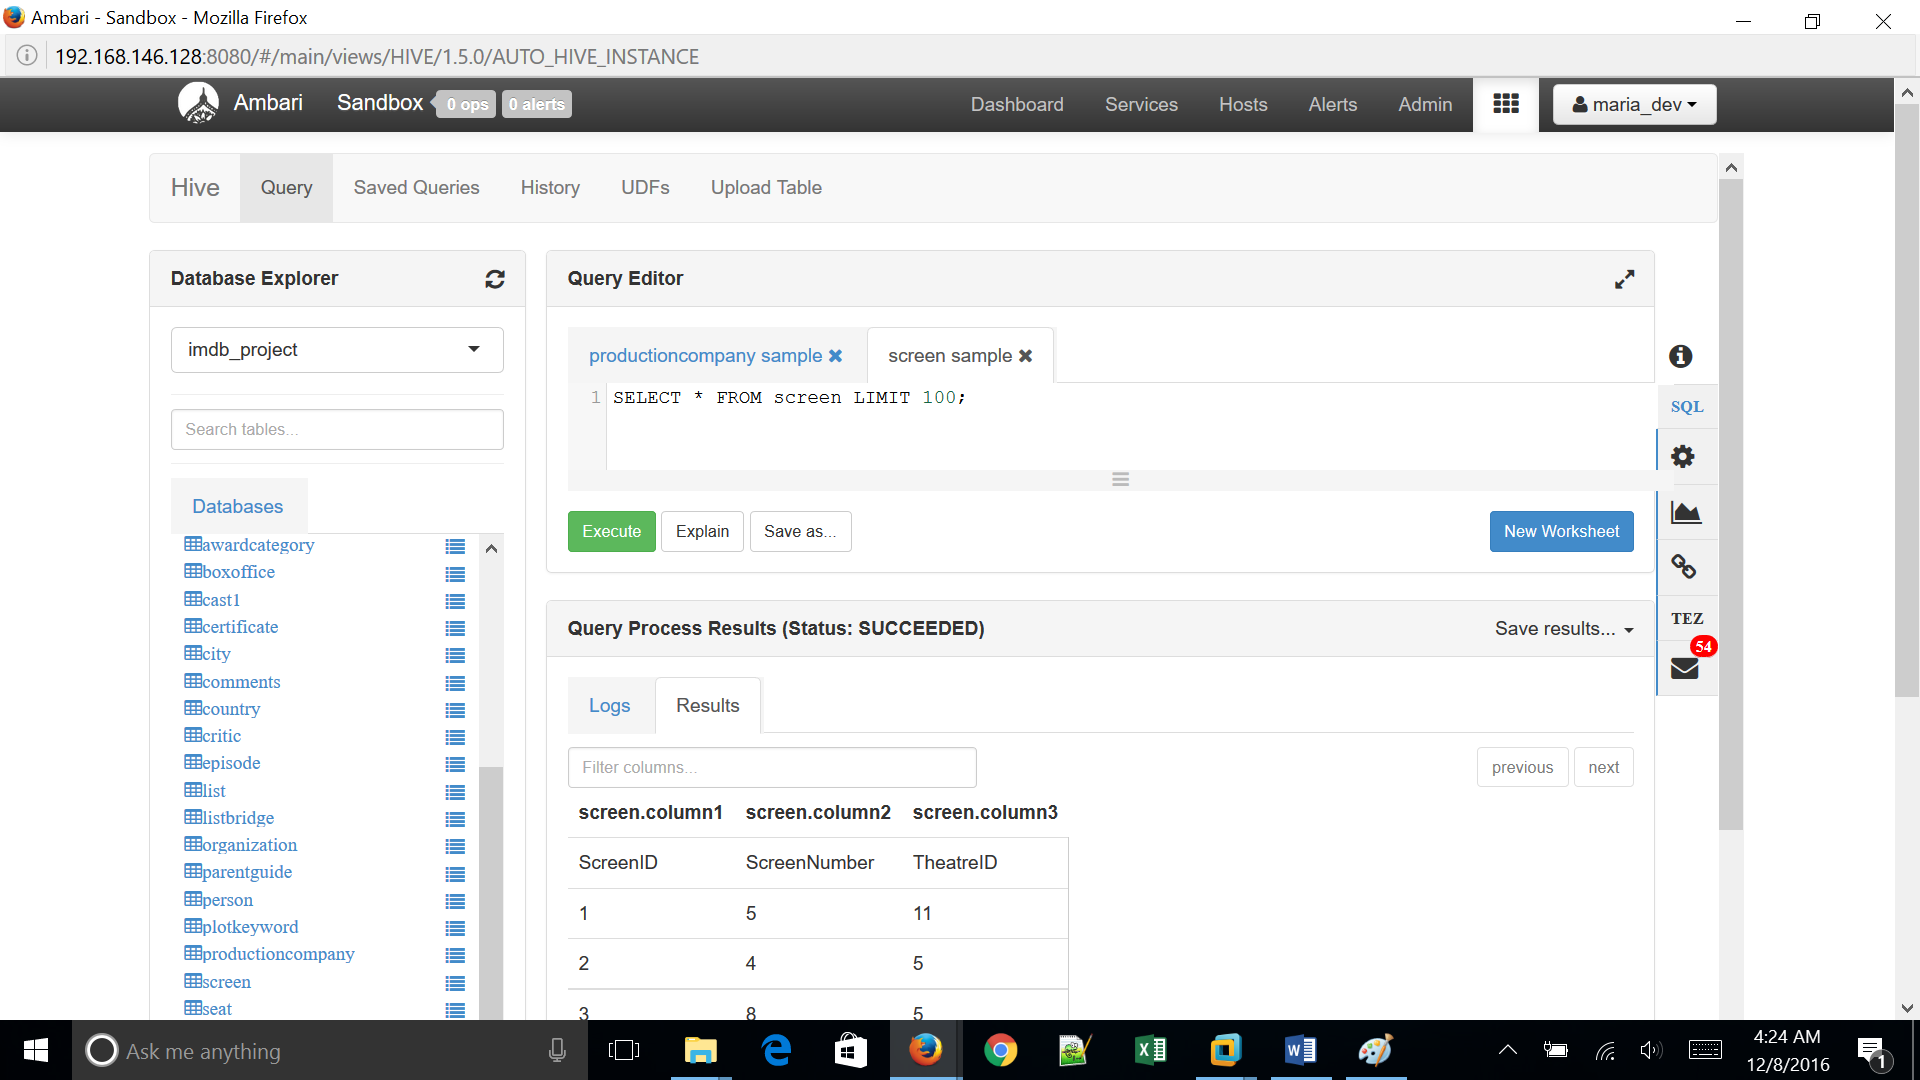 Ambari - Sandbox - Mozilla Firefox
192.168.146.128:8080/#/main/views/HIVE/1.5.0/AUTO_HIVE_INSTANCE
Ambari Sandbox 0 ops 0 alerts Dashboard Services Hosts Alerts Admin maria_dev
Hive Query Saved Queries History UDFs Upload Table
Database Explorer
imdb_project
Search tables...
Databases
awardcategory
boxoffice
cast1
certificate
city
comments
country
critic
episode
list
listbridge
organization
parentguide
person
plotkeyword
productioncompany
screen
seat
Query Editor
productioncompany sample screen sample
1 SELECT * FROM screen LIMIT 100;
Execute Explain Save as... New Worksheet
SQL
TEZ
54
Query Process Results (Status: SUCCEEDED) Save results...
Logs Results
Filter columns... previous next
screen.column1 screen.column2 screen.column3
ScreenID ScreenNumber TheatreID
1 5 11
2 4 5
3 8 5
Ask me anything
4:24 AM
12/8/2016
1